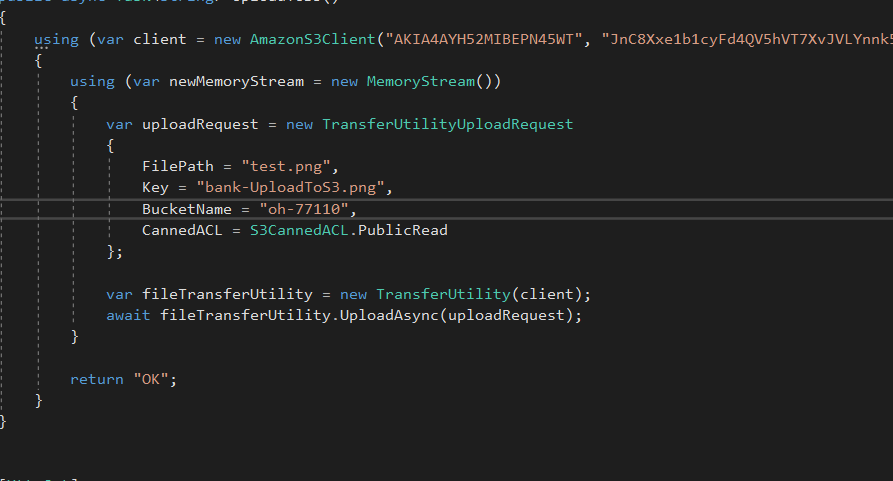 public async
{
using (var client = new AmazonS3Client("AKIA4AYH52MIBEPN45WT", "JnC8Xxe1b1cyFd4QV5hVT7XvJVLYnnk5
{
using (var newMemoryStream = new MemoryStream())
{
var uploadRequest = new TransferUtilityUploadRequest
{
FilePath = "test.png",
Key = "bank-UploadToS3.png",
BucketName = "oh-77110",
CannedACL = S3CannedACL.PublicRead
};
var fileTransferUtility = new TransferUtility(client);
await fileTransferUtility.UploadAsync(uploadRequest);
}
return "OK";
}
}